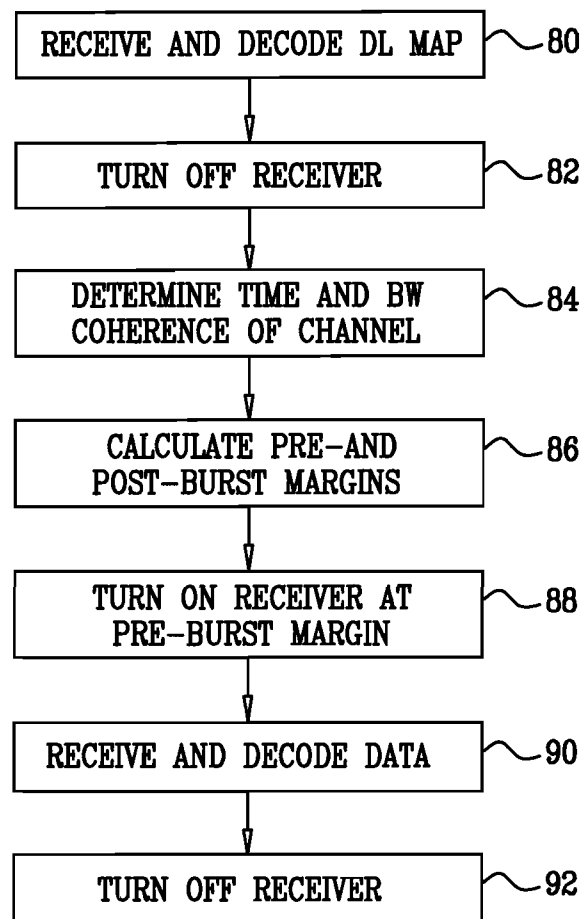 RECEIVE AND DECODE DL MAP
80
TURN OFF RECEIVER
82
DETERMINE TIME AND BW
COHERENCE OF CHANNEL
84
CALCULATE PRE-AND
POST-BURST MARGINS
86
TURN ON RECEIVER AT
PRE-BURST MARGIN
88
RECEIVE AND DECODE DATA
90
TURN OFF RECEIVER
92